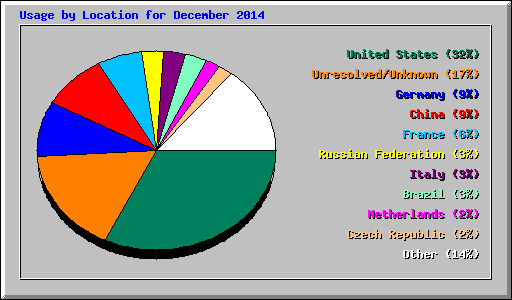 Usage by Location for December 2014
United States (32%)
Unresolved/Unknown (17%)
Germany (9%)
China (9%)
France (6%)
Russian Federation (3%)
Italy (3%)
Brazil (3%)
Netherlands (2%)
Czech Republic (2%)
Other (14%)